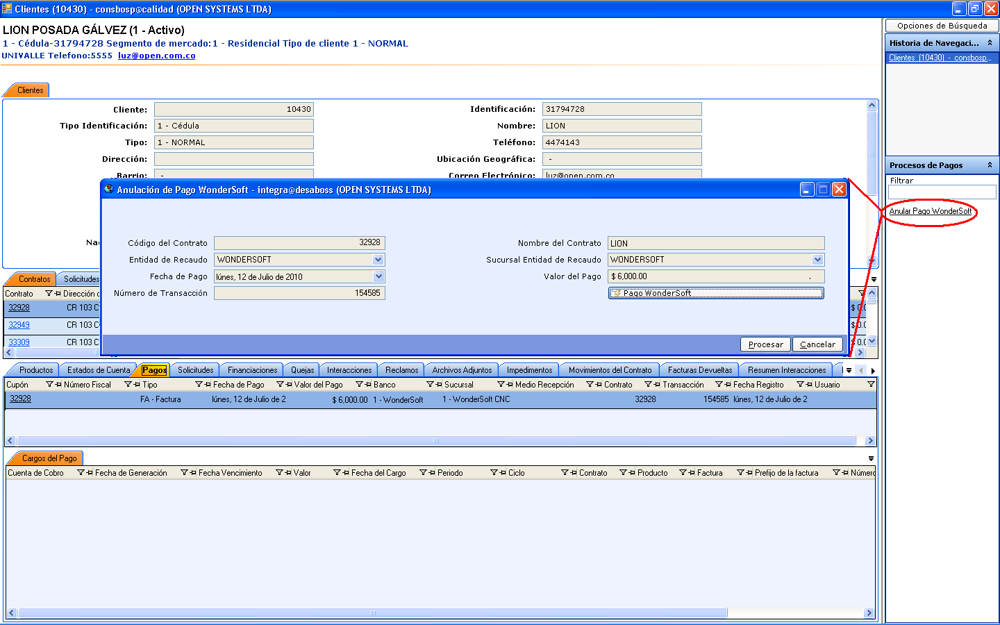 Clientes (10430) - consbosp@calidad (OPEN SYSTEMS LTDA)
LION POSADA GÁLVEZ (1 - Activo)
1 - Cédula-31794728 Segmento de mercado:1 - Residencial Tipo de cliente 1 - NORMAL
UNIVALLE Telefono:5555 luz@open.com.co
Opciones de Búsqueda
Historia de Navegaci...
Clientes (10430) - consbosp...
Procesos de Pagos
Filtrar
Anular Pago WonderSoft
Clientes
Cliente: 10430 Identificación: 31794728
Tipo Identificación: 1 - Cédula Nombre: LION
Tipo: 1 - NORMAL Teléfono: 4474143
Dirección: Ubicación Geográfica: -
Barrio: - Correo Electrónico: luz@open.com.co
Na
Anulación de Pago WonderSoft - integra@desaboss (OPEN SYSTEMS LTDA)
Código del Contrato 32928 Nombre del Contrato LION
Entidad de Recaudo WONDERSOFT Sucursal Entidad de Recaudo WONDERSOFT
Fecha de Pago lúnes, 12 de Julio de 2010 Valor del Pago $ 6,000.00 .
Número de Transacción 154585 Pago WonderSoft
Procesar Cancelar
Contratos Solicitudes
Contrato Dirección
32928 CR 103 C $ 0.0
32949 CR 103 C $ 0.0
33309 CR 103 C $ 0.0
Productos Estados de Cuenta Pagos Solicitudes Financiaciones Quejas Interacciones Reclamos Archivos Adjuntos Impedimentos Movimientos del Contrato Facturas Devueltas Resumen Interacciones
Cupón Número Fiscal Tipo Fecha de Pago Valor del Pago Banco Sucursal Medio Recepción Contrato Transacción Fecha Registro Usuario
32928 FA - Factura lúnes, 12 de Julio de 2 $ 6,000.00 1 - WonderSoft 1 - WonderSoft CNC 32928 154585 lúnes, 12 de Julio de 2
Cargos del Pago
Cuenta de Cobro Fecha de Generación Fecha Vencimiento Valor Fecha del Cargo Periodo Ciclo Contrato Producto Factura Prefijo de la factura Número